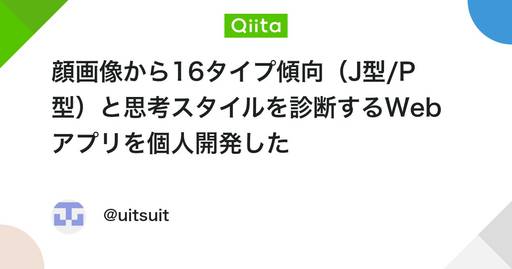 Qiita
顔画像から16タイプ傾向（J型/P
型）と思考スタイルを診断するWeb
アプリを個人開発した
@uitsuit